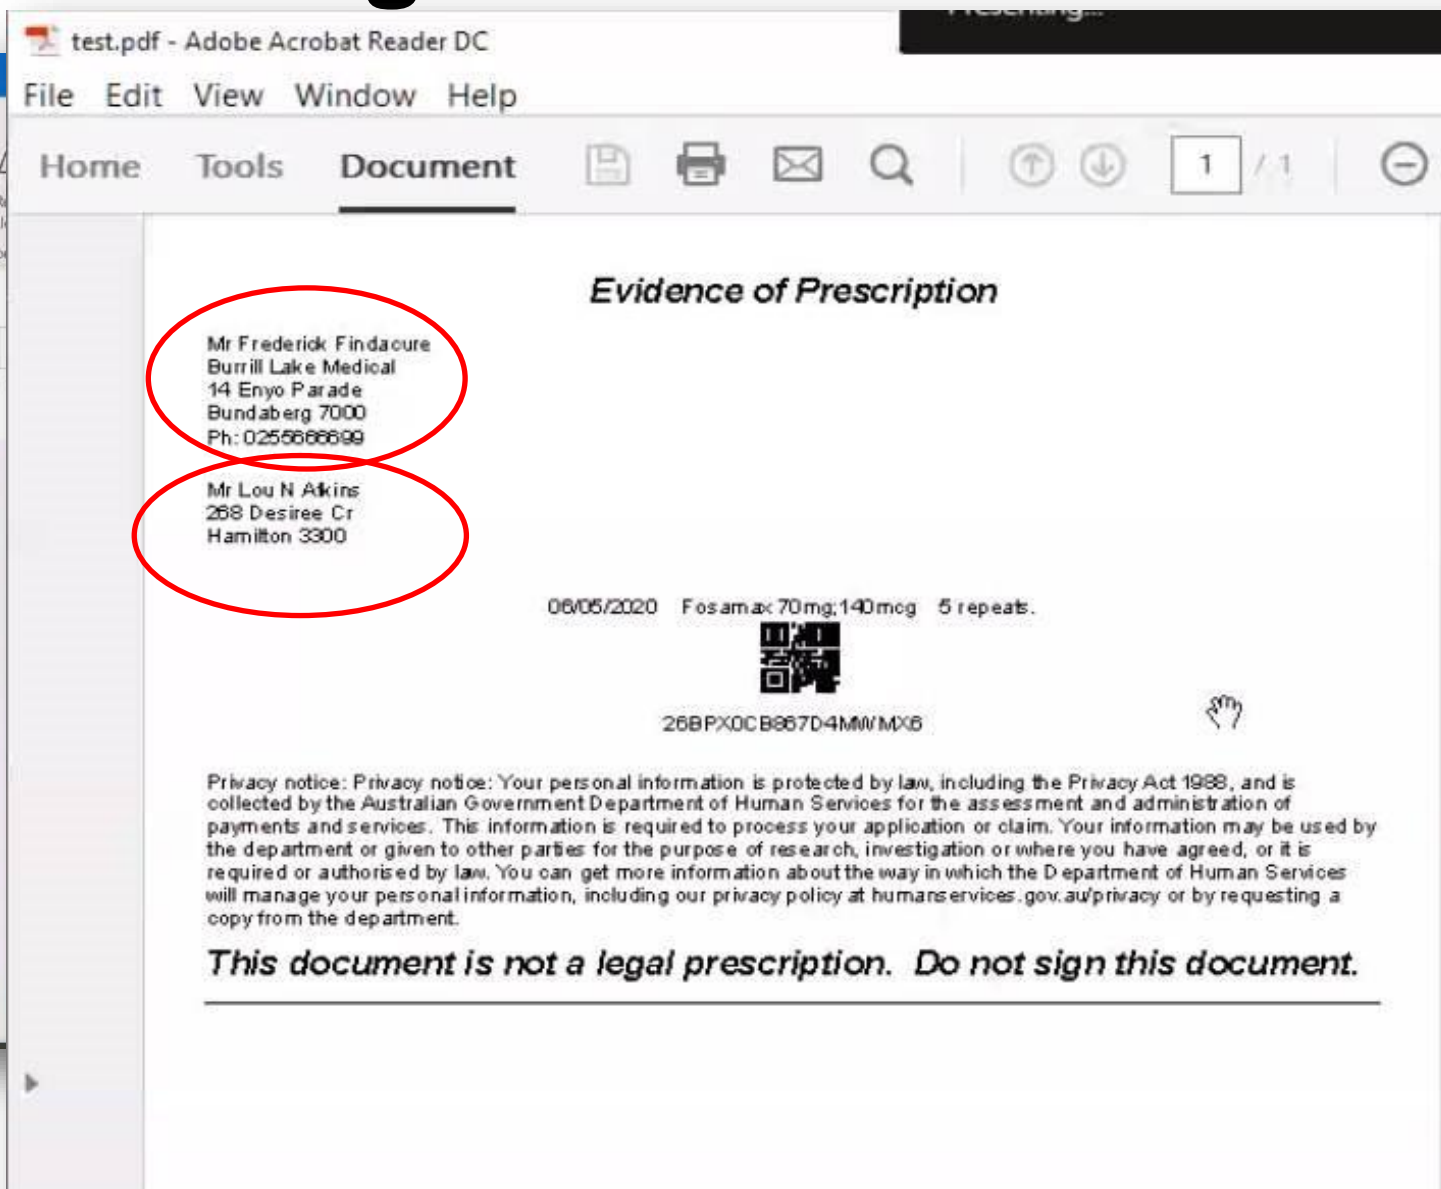 Presenting...
test.pdf - Adobe Acrobat Reader DC
File Edit View Window Help
Home Tools Document 1 / 1
Evidence of Prescription
Mr Frederick Findacure
Burrill Lake Medical
14 Enyo Parade
Bundaberg 7000
Ph: 0255666699
Mr Lou N Atkins
268 Desiree Cr
Hamilton 3300
06/05/2020 Fosamax 70mg;140mcg 5 repeats.
26BPX0CB867D4MWMX6
Privacy notice: Privacy notice: Your personal information is protected by law, including the Privacy Act 1988, and is
collected by the Australian Government Department of Human Services for the assessment and administration of
payments and services. This information is required to process your application or claim. Your information may be used by
the department or given to other parties for the purpose of research, investigation or where you have agreed, or it is
required or authorised by law. You can get more information about the way in which the Department of Human Services
will manage your personal information, including our privacy policy at humanservices.gov.au/privacy or by requesting a
copy from the department.
This document is not a legal prescription. Do not sign this document.